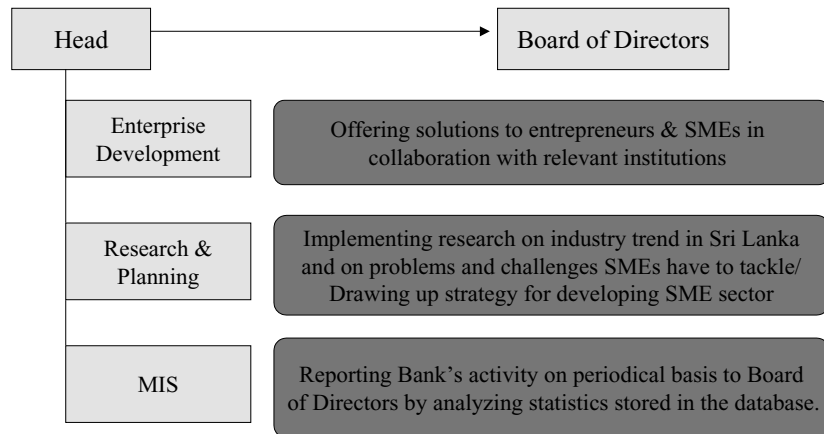 Head
Board of Directors
Enterprise
Development
Offering solutions to entrepreneurs & SMEs in
collaboration with relevant institutions
Research &
Planning
Implementing research on industry trend in Sri Lanka
and on problems and challenges SMEs have to tackle/
Drawing up strategy for developing SME sector
MIS
Reporting Bank’s activity on periodical basis to Board
of Directors by analyzing statistics stored in the database.